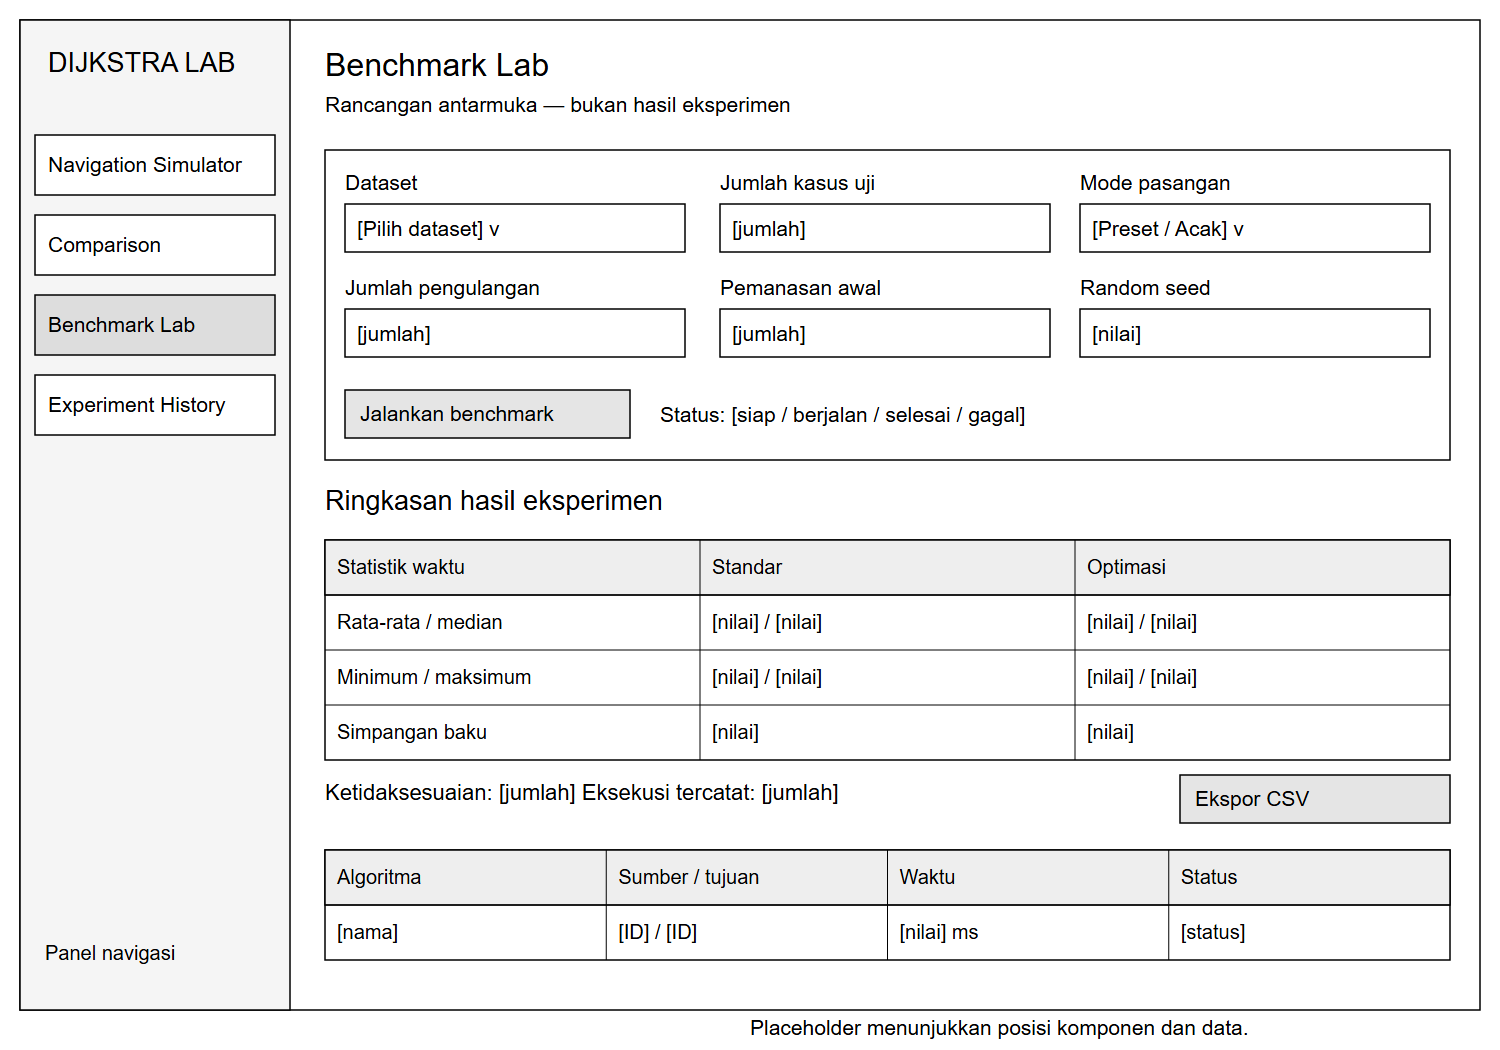 DIJKSTRA LAB
Navigation Simulator
Comparison
Benchmark Lab
Experiment History
Panel navigasi
Benchmark Lab
Rancangan antarmuka — bukan hasil eksperimen
Dataset
[Pilih dataset] v
Jumlah kasus uji
[jumlah]
Mode pasangan
[Preset / Acak] v
Jumlah pengulangan
[jumlah]
Pemanasan awal
[jumlah]
Random seed
[nilai]
Jalankan benchmark
Status: [siap / berjalan / selesai / gagal]
Ringkasan hasil eksperimen
Statistik waktu Standar Optimasi
Rata-rata / median [nilai] / [nilai] [nilai] / [nilai]
Minimum / maksimum [nilai] / [nilai] [nilai] / [nilai]
Simpangan baku [nilai] [nilai]
Ketidaksesuaian: [jumlah] Eksekusi tercatat: [jumlah]
Ekspor CSV
Algoritma Sumber / tujuan Waktu Status
[nama] [ID] / [ID] [nilai] ms [status]
Placeholder menunjukkan posisi komponen dan data.